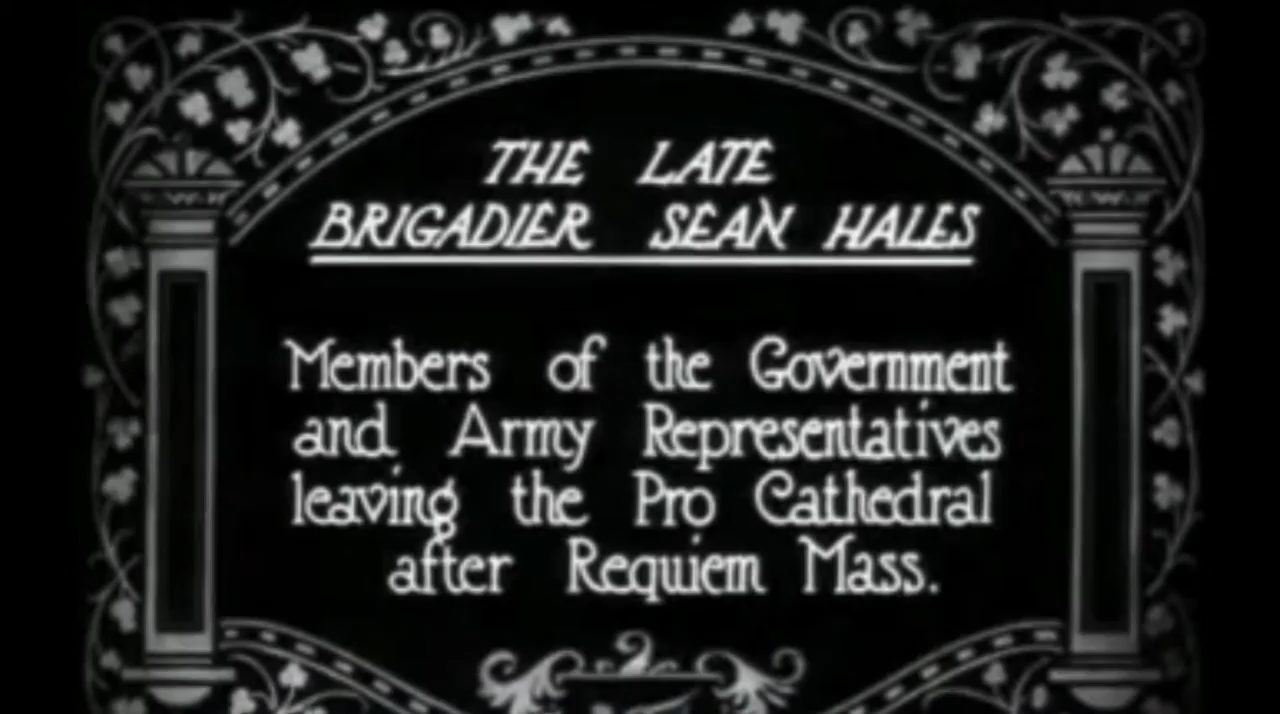 THE LATE
BRIGADIER SEAN HALES
Members of the Government
and Army Representatives
leaving the Pro Cathedral
after Requiem Mass.